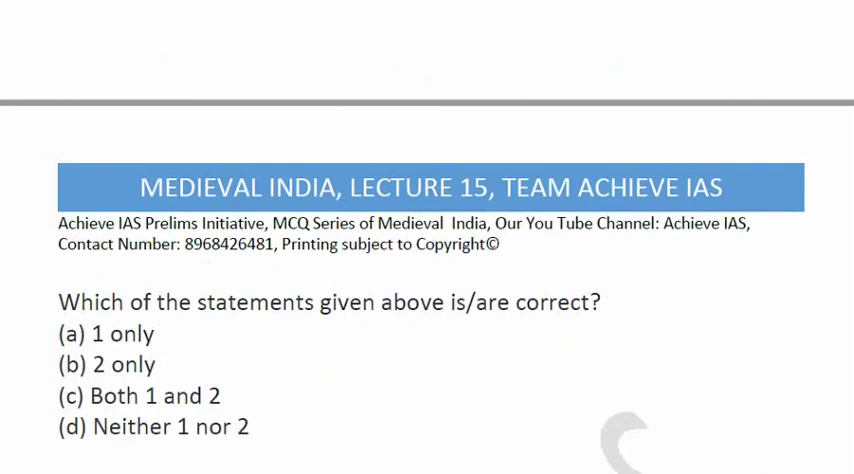 MEDIEVAL INDIA, LECTURE 15, TEAM ACHIEVE IAS
Achieve IAS Prelims Initiative, MCQ Series of Medieval India, Our You Tube Channel: Achieve IAS,
Contact Number: 8968426481, Printing subject to Copyright©
Which of the statements given above is/are correct?
(a) 1 only
(b) 2 only
(c) Both 1 and 2
(d) Neither 1 nor 2